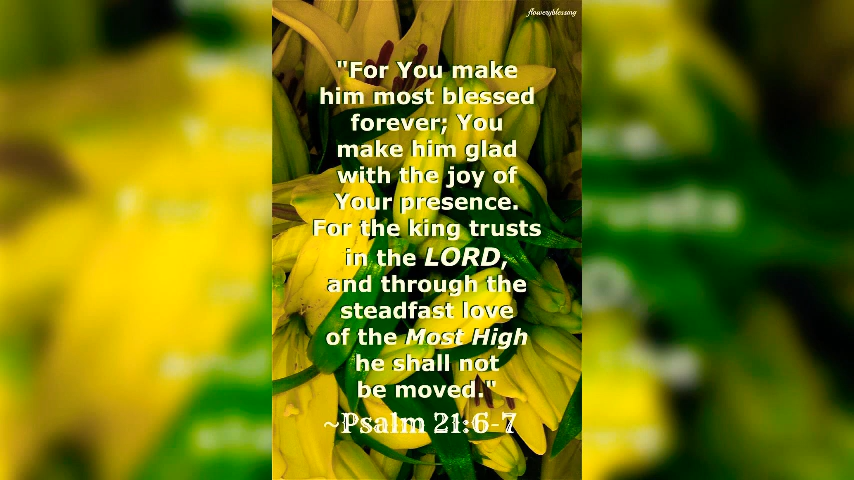 floweryblessing
"For You make
him most blessed
forever; You
make him glad
with the joy of
Your presence.
For the king trusts
in the LORD,
and through the
steadfast love
of the Most High
he shall not
be moved."
~Psalm 21:6-7